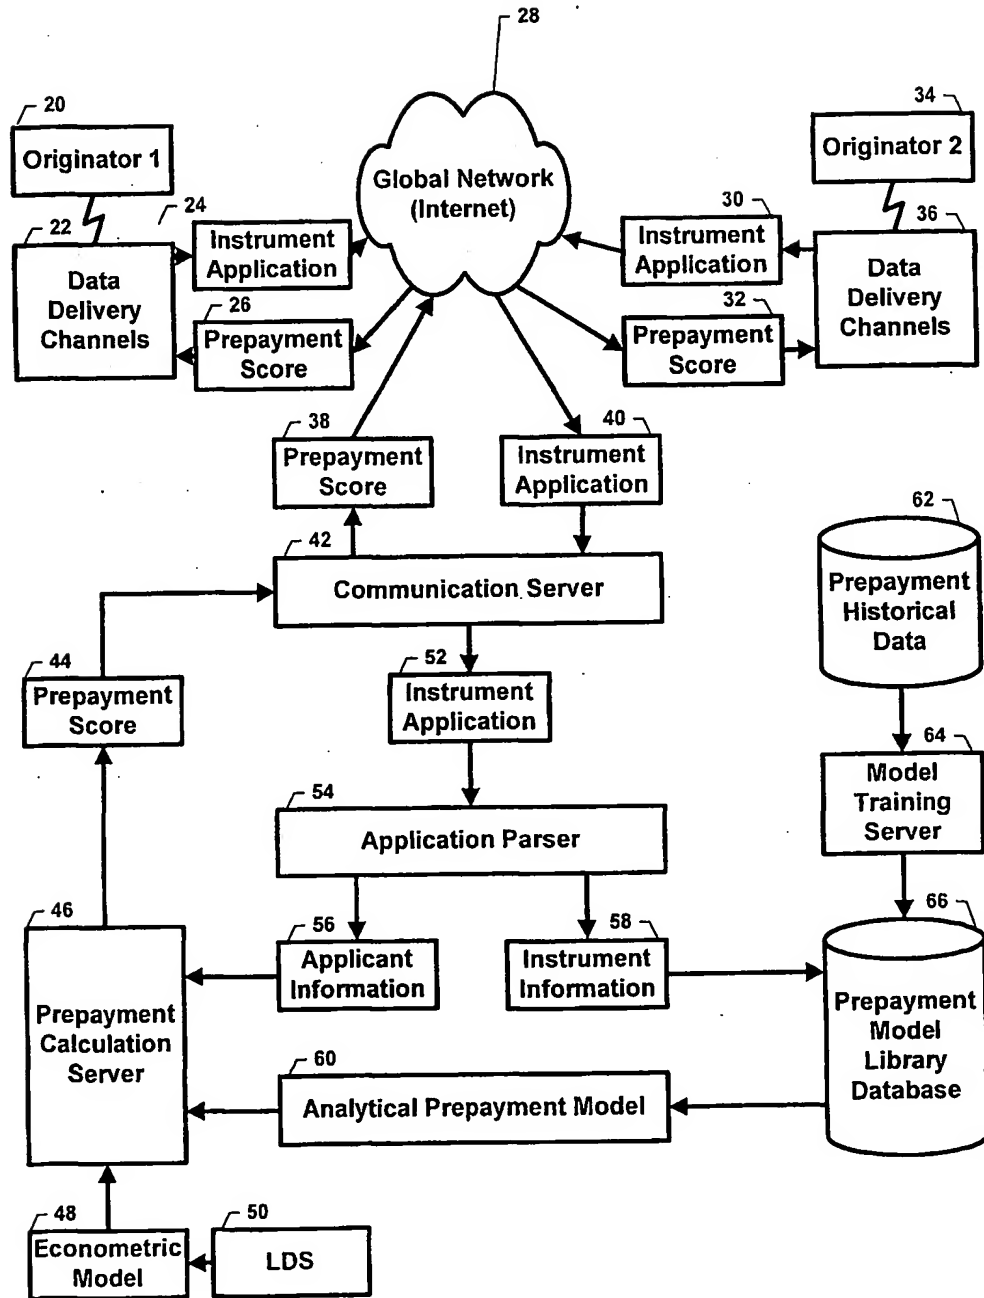 28
20
Originator 1
34
Originator 2
Global Network
(Internet)
24
22
Data
Delivery
Channels
Instrument
Application
26
Prepayment
Score
30
Instrument
Application
32
Prepayment
Score
36
Data
Delivery
Channels
38
Prepayment
Score
40
Instrument
Application
42
Communication Server
62
Prepayment
Historical
Data
44
Prepayment
Score
52
Instrument
Application
64
Model
Training
Server
54
Application Parser
46
Prepayment
Calculation
Server
56
Applicant
Information
58
Instrument
Information
66
Prepayment
Model
Library
Database
60
Analytical Prepayment Model
48
Econometric
Model
50
LDS